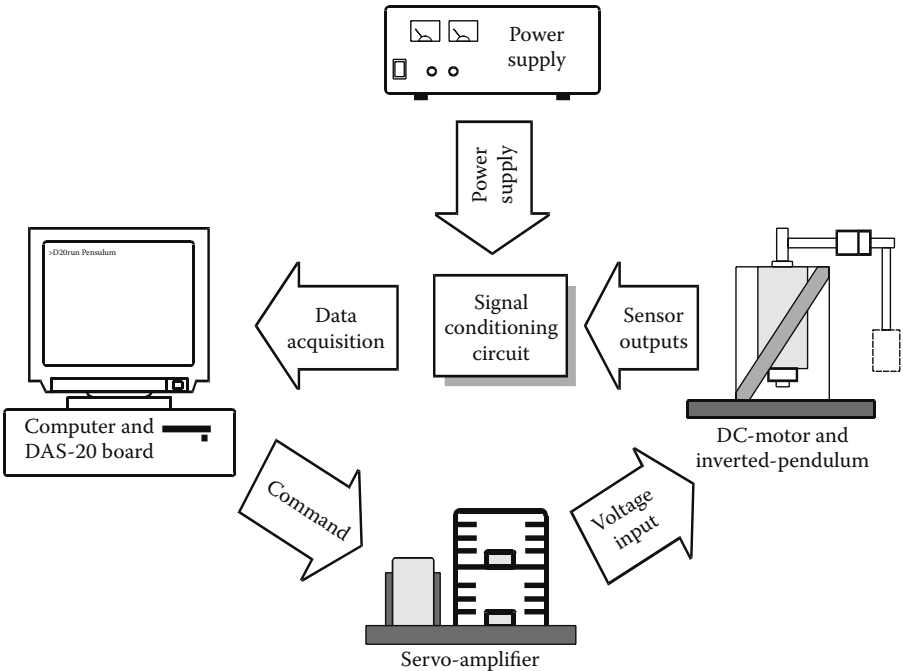 Power
supply
Power
supply
>D20run Pensulum
Data
acquisition
Signal
conditioning
circuit
Sensor
outputs
Computer and
DAS-20 board
DC-motor and
inverted-pendulum
Command
Voltage
input
Servo-amplifier